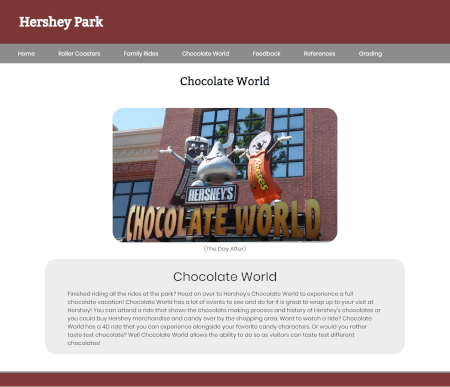 Hershey Park
Home Roller Coasters Family Rides Chocolate World Feedback References Grading
Chocolate World
HERSHEY'S
REESE'S
CHOCOLATE WORLD
(The Day After)
Chocolate World
Finished riding all the rides at the park? Head on over to Hershey's Chocolate World to experience a full
chocolate vacation! Chocolate World has a lot of events to see and do for it is great to wrap up to your visit at
Hershey! You can attend a ride that shows the chocolate making process and history of Hershey's chocolates or
you could buy Hershey merchandise and candy over by the shopping area. Want to watch a ride? Chocolate
World has a 4D ride that you can experience alongside your favorite candy characters. Or would you rather
taste test chocolate? Well Chocolate World allows the ability to do so as visitors can taste test different
chocolates!